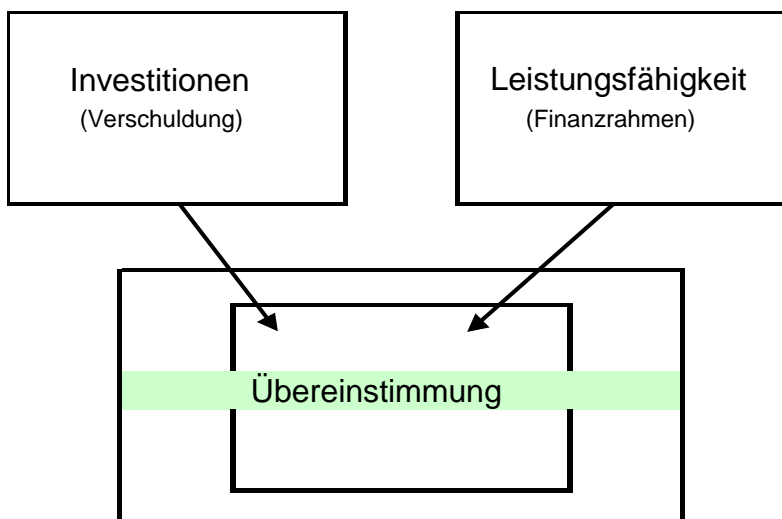 Investitionen
(Verschuldung)
Leistungsfähigkeit
(Finanzrahmen)
Übereinstimmung